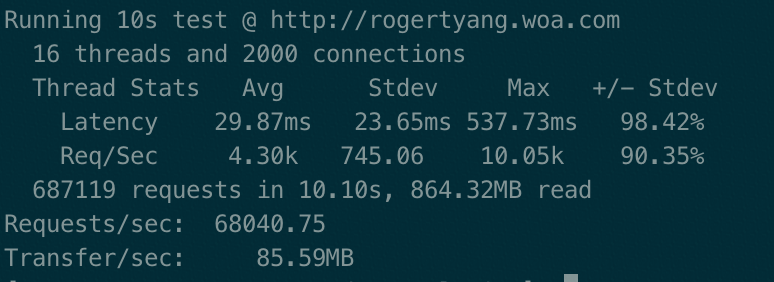 Running 10s test @ http://rogertyang.woa.com
16 threads and 2000 connections
Thread Stats Avg Stdev Max +/- Stdev
Latency 29.87ms 23.65ms 537.73ms 98.42%
Req/Sec 4.30k 745.06 10.05k 90.35%
687119 requests in 10.10s, 864.32MB read
Requests/sec: 68040.75
Transfer/sec: 85.59MB